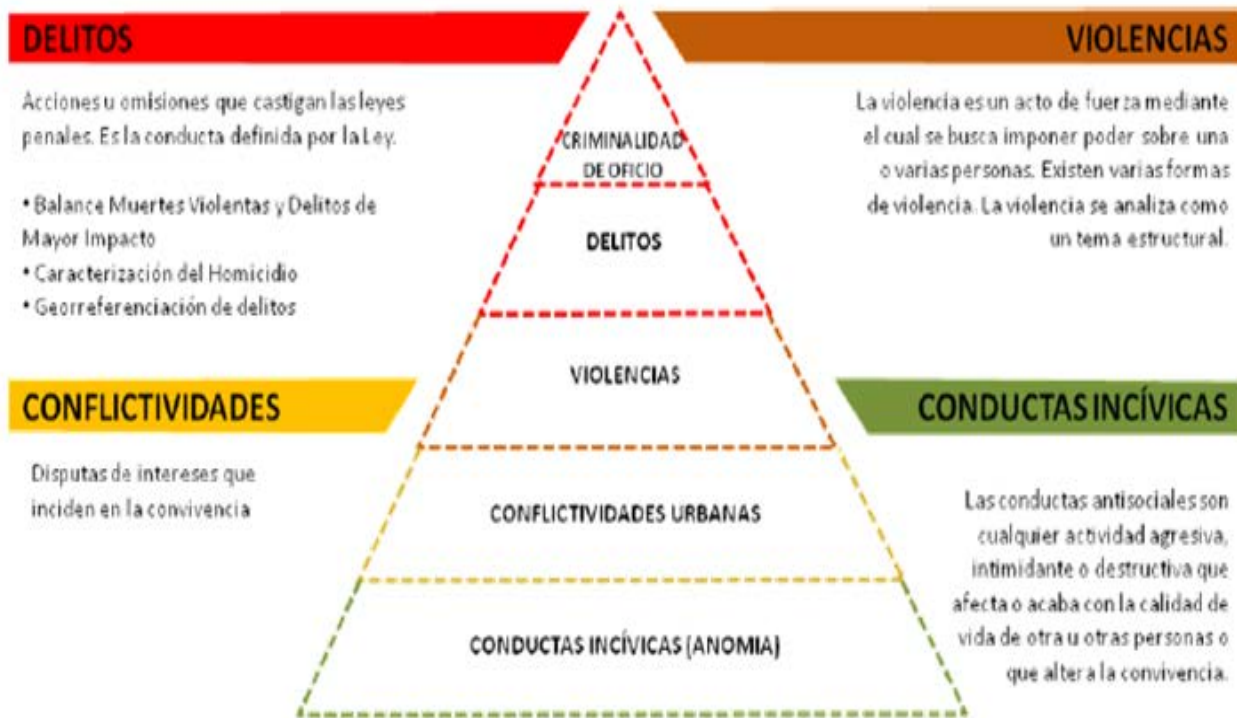 DELITOS
Acciones u omisiones que castigan las leyes
penales. Es la conducta definida por la Ley.
• Balance Muertes Violentas y Delitos de
Mayor Impacto
• Caracterización del Homicidio
• Georreferenciación de delitos
VIOLENCIAS
La violencia es un acto de fuerza mediante
el cual se busca imponer poder sobre una
o varias personas. Existen varias formas
de violencia. La violencia se analiza como
un tema estructural.
CRIMINALIDAD
DE OFICIO
DELITOS
VIOLENCIAS
CONFLICTIVIDADES URBANAS
CONDUCTAS INCÍVICAS (ANOMIA)
CONFLICTIVIDADES
Disputas de intereses que
inciden en la convivencia
CONDUCTAS INCÍVICAS
Las conductas antisociales son
cualquier actividad agresiva,
intimidante o destructiva que
afecta o acaba con la calidad de
vida de otra u otras personas o
que altera la convivencia.